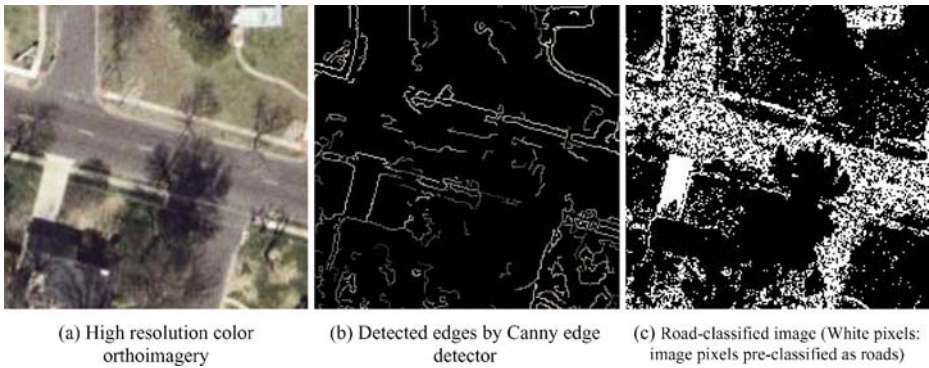 (a) High resolution color
orthoimagery
(b) Detected edges by Canny edge
detector
(c) Road-classified image (White pixels:
image pixels pre-classified as roads)